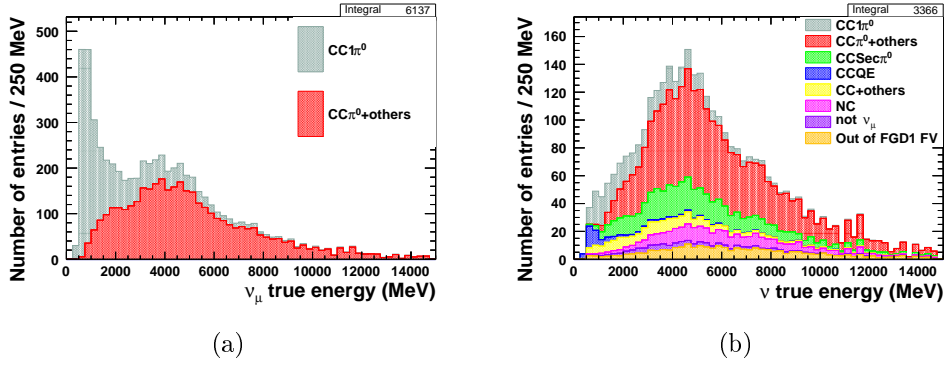 Integral 6137
Number of entries / 250 MeV
500
400
300
200
100
0
CC1π⁰
CCπ⁰+others
0 2000 4000 6000 8000 10000 12000 14000
νμ true energy (MeV)
(a)
Integral 3366
Number of entries / 250 MeV
160
140
120
100
80
60
40
20
0
CC1π⁰
CCπ⁰+others
CCSecπ⁰
CCQE
CC+others
NC
not νμ
Out of FGD1 FV
0 2000 4000 6000 8000 10000 12000 14000
ν true energy (MeV)
(b)